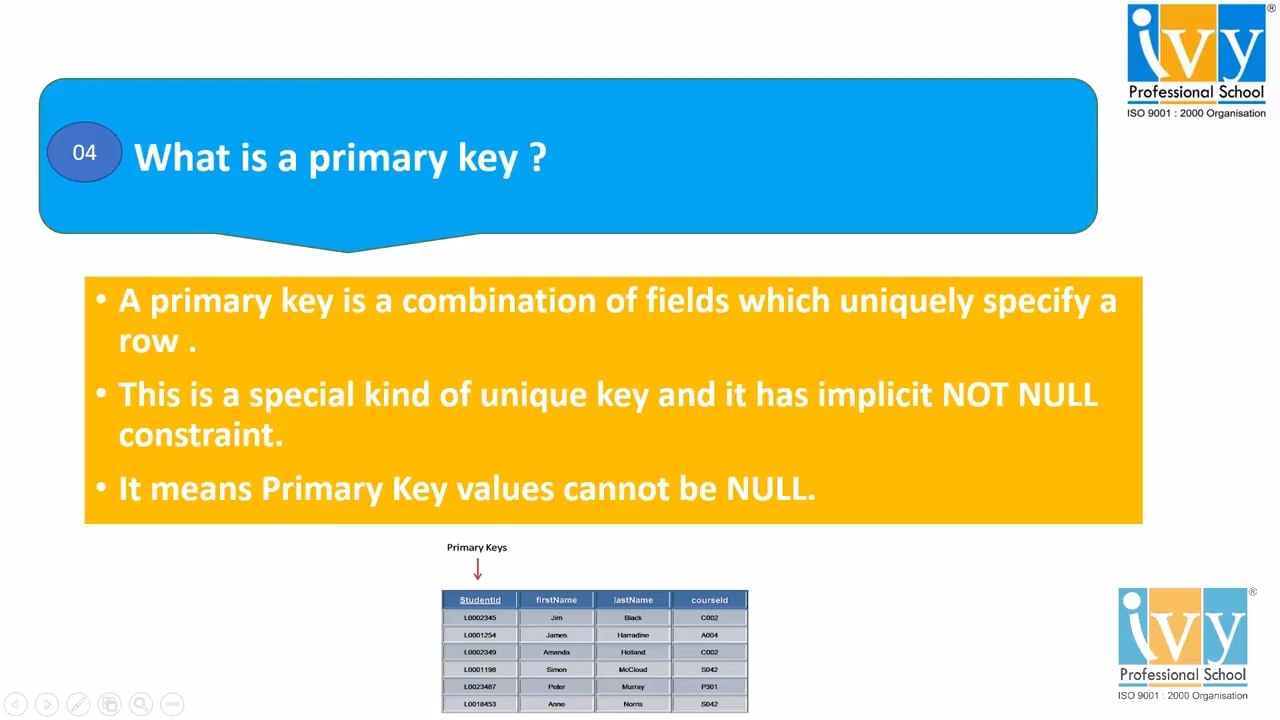 ivy
Professional School
ISO 9001 : 2000 Organisation
®
04
What is a primary key ?
• A primary key is a combination of fields which uniquely specify a
row .
• This is a special kind of unique key and it has implicit NOT NULL
constraint.
• It means Primary Key values cannot be NULL.
Primary Keys
StudentId firstName lastName courseId
L0002345 Jim Black C002
L0001254 James Harradine A004
L0002349 Amanda Holland C002
L0001198 Simon McCloud S042
L0023487 Peter Murray P301
L0018453 Anne Norris S042
ivy
Professional School
ISO 9001 : 2000 Organisation
®